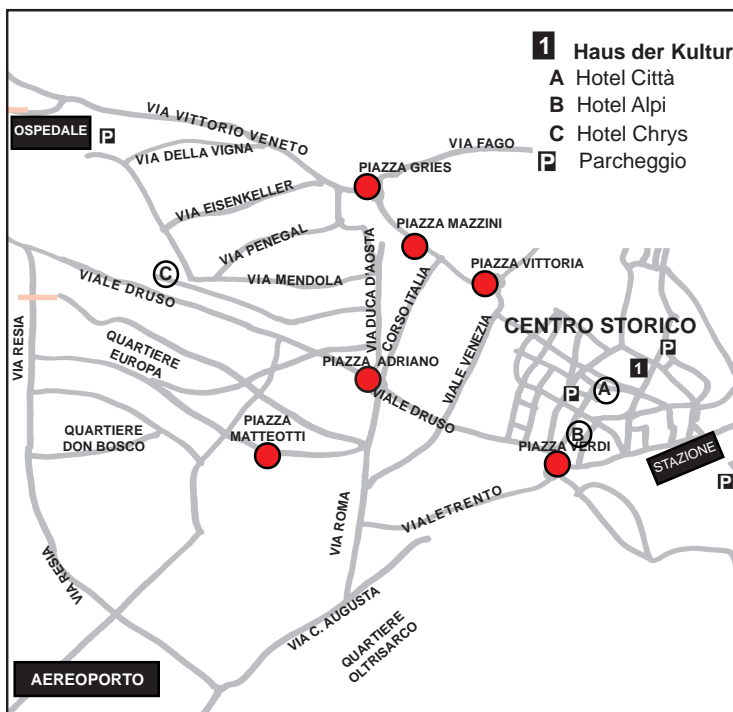 1 Haus der Kultur
A Hotel Città
B Hotel Alpi
C Hotel Chrys
P Parcheggio
OSPEDALE
P
VIA VITTORIO VENETO
VIA DELLA VIGNA
VIA FAGO
PIAZZA GRIES
VIA EISENKELLER
PIAZZA MAZZINI
VIA PENEGAL
PIAZZA VITTORIA
C
VIA MENDOLA
VIALE DRUSO
VIA DUCA D'AOSTA
CORSO ITALIA
CENTRO STORICO
VIA RESIA
QUARTIERE
EUROPA
VIALE VENEZIA
P
1
PIAZZA ADRIANO
A
P
VIALE DRUSO
QUARTIERE
DON BOSCO
PIAZZA
MATTEOTTI
B
PIAZZA VERDI
STAZIONE
P
VIA ROMA
VIALETRENTO
VIA RESIA
VIA C. AUGUSTA
QUARTIERE
OLTRISARCO
AEREOPORTO